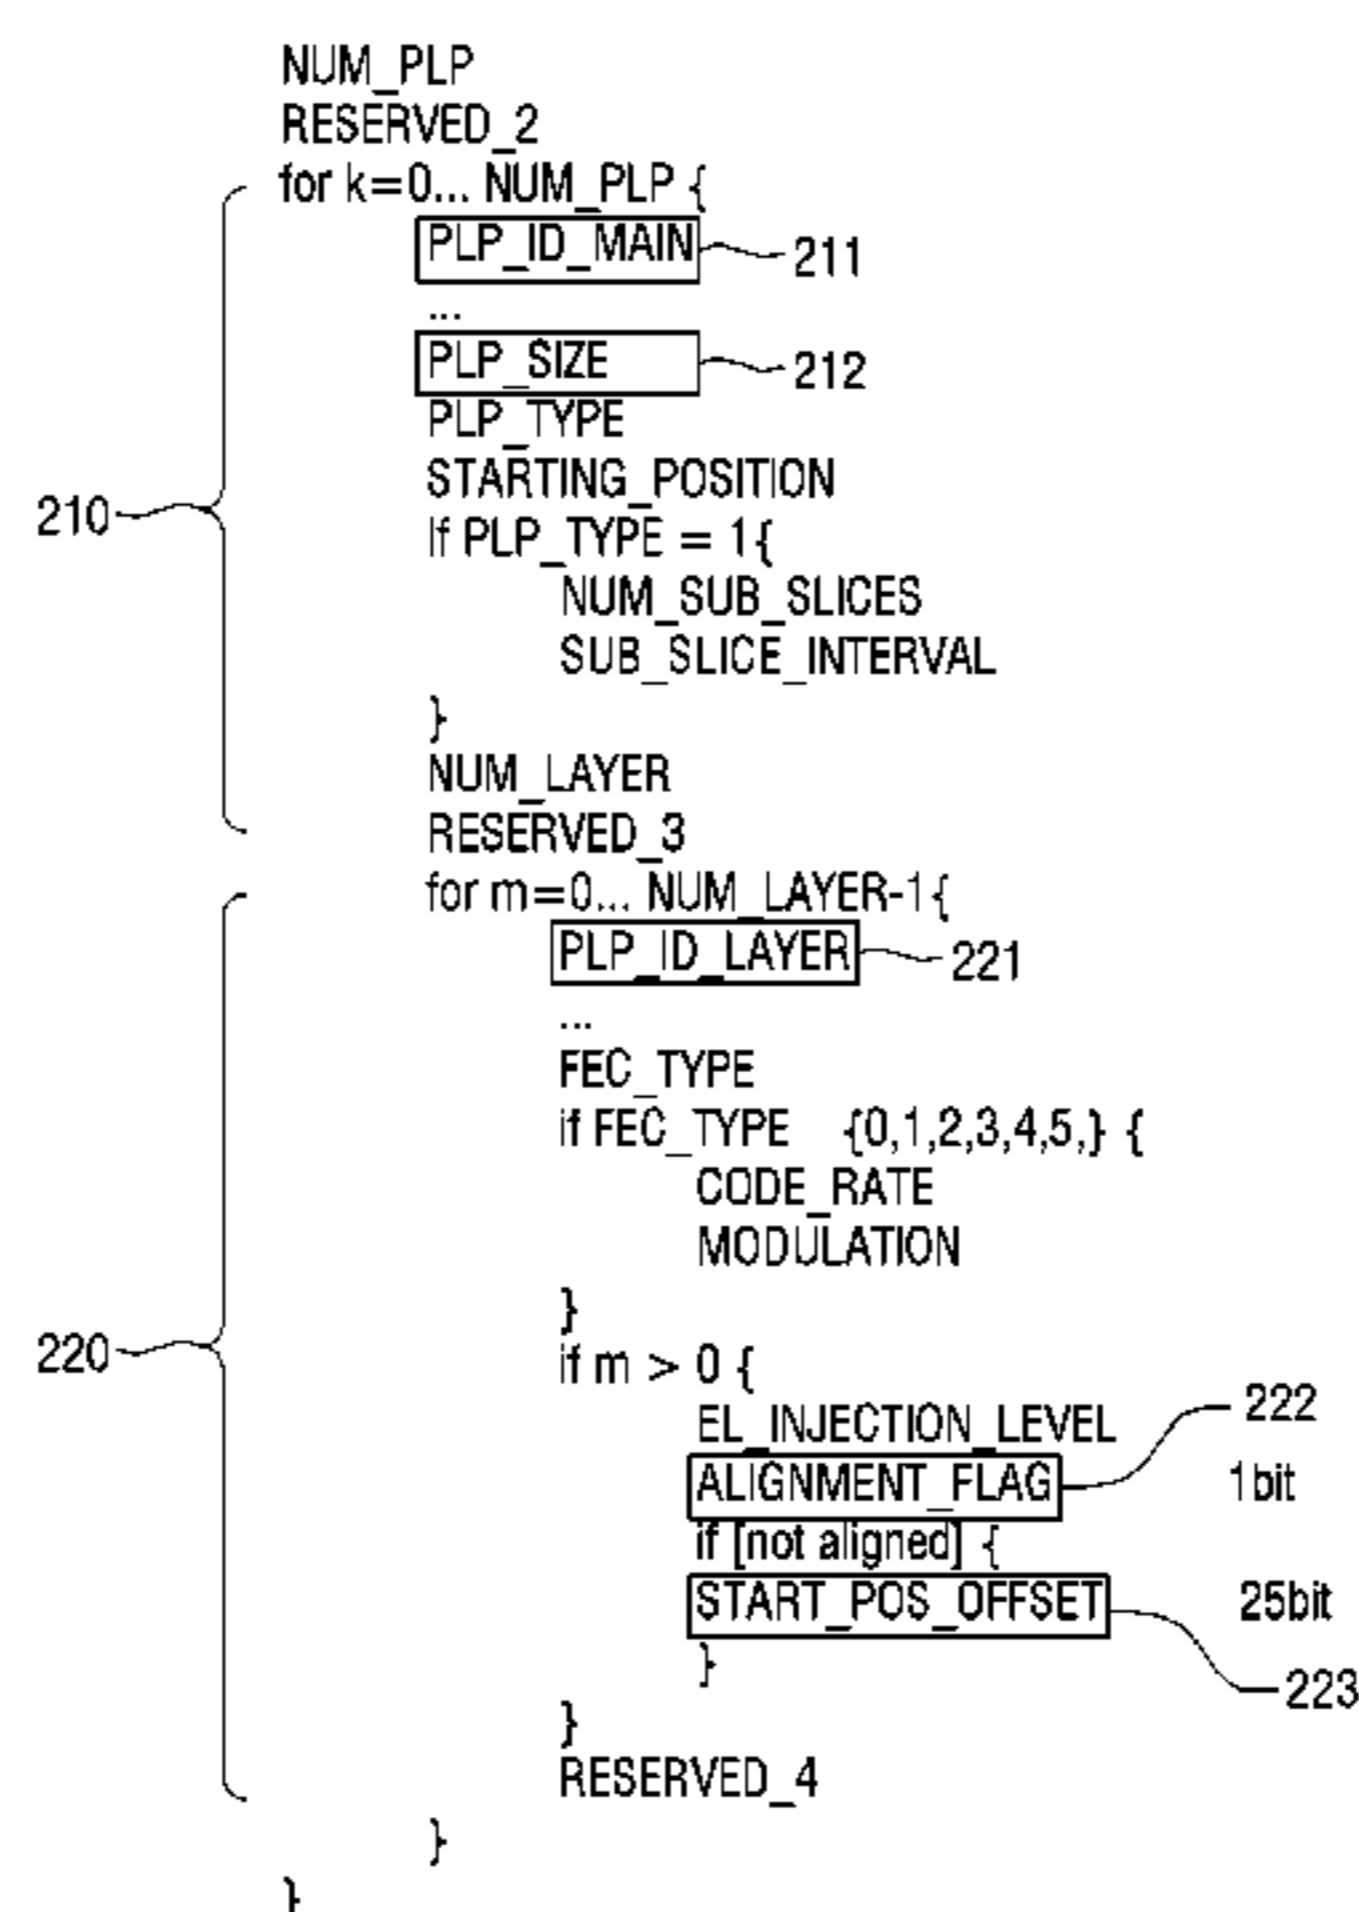 NUM_PLP
RESERVED_2
for k=0... NUM_PLP {
PLP_ID_MAIN 211
...
PLP_SIZE 212
PLP_TYPE
STARTING_POSITION
210
If PLP_TYPE = 1{
NUM_SUB_SLICES
SUB_SLICE_INTERVAL
}
NUM_LAYER
RESERVED_3
for m=0... NUM_LAYER-1{
PLP_ID_LAYER 221
...
FEC_TYPE
if FEC_TYPE {0,1,2,3,4,5,} {
CODE_RATE
MODULATION
}
220
if m > 0 {
222
EL_INJECTION_LEVEL
ALIGNMENT_FLAG 1bit
if [not aligned] {
START_POS_OFFSET 25bit
}
223
}
RESERVED_4
}
}